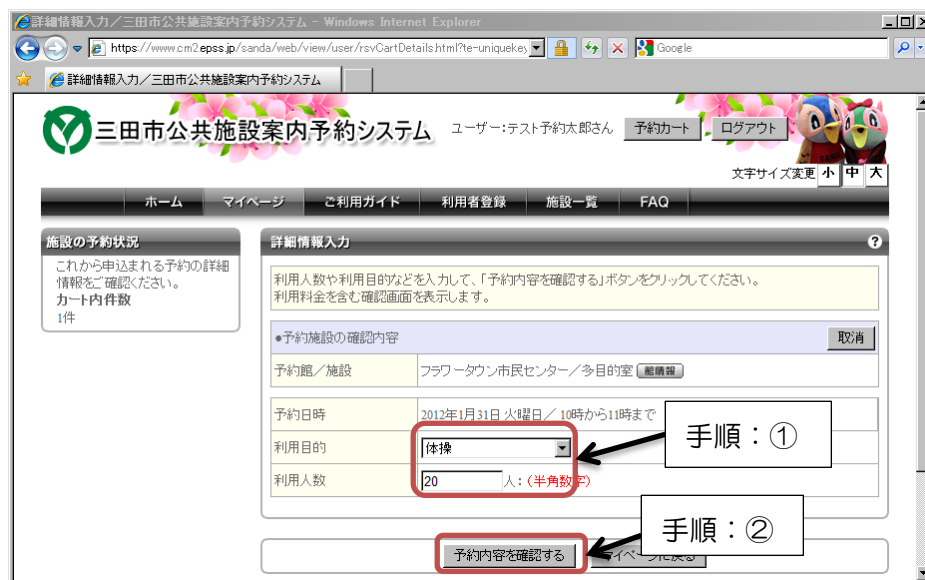 詳細情報入力／三田市公共施設案内予約システム - Windows Internet Explorer
https://www.cm2.epss.jp/sanda/web/view/user/rsvCartDetails.html?te-uniquekey
Google
詳細情報入力／三田市公共施設案内予約システム
三田市公共施設案内予約システム
ユーザー:テスト予約太郎さん
予約カート
ログアウト
文字サイズ変更 小 中 大
ホーム マイページ ご利用ガイド 利用者登録 施設一覧 FAQ
施設の予約状況
これから申込まれる予約の詳細
情報をご確認ください。
カート内件数
1件
詳細情報入力
?
利用人数や利用目的などを入力して、「予約内容を確認する」ボタンをクリックしてください。
利用料金を含む確認画面を表示します。
●予約施設の確認内容
取消
予約館／施設 フラワータウン市民センター／多目的室 館情報
予約日時 2012年1月31日 火曜日／ 10時から11時まで
利用目的 体操
利用人数 20 人：(半角数字)
手順：①
手順：②
予約内容を確認する
マイページに戻る